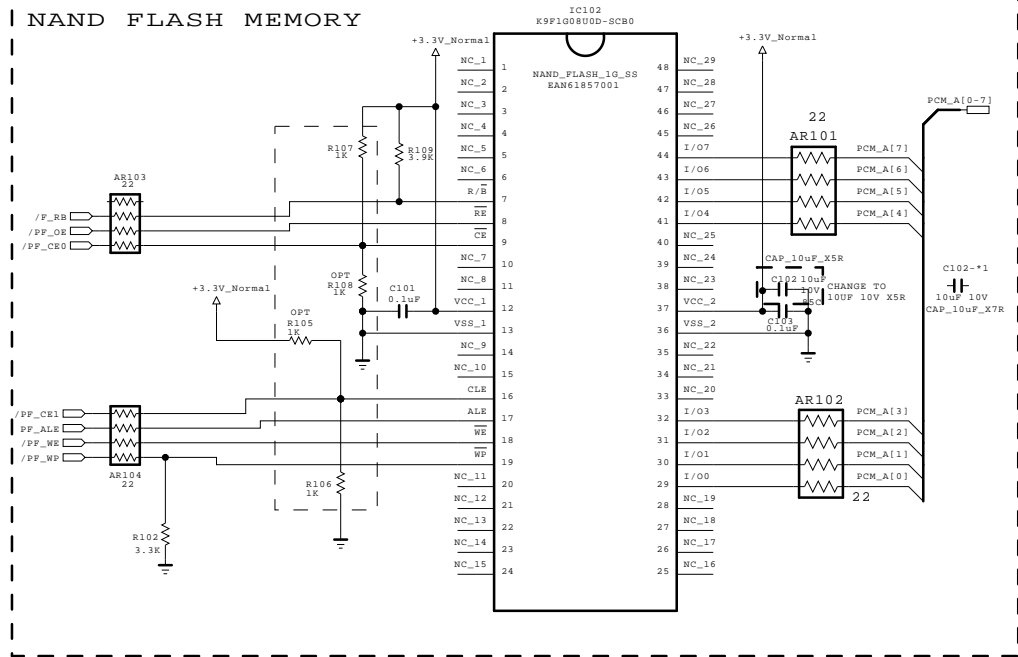 NAND FLASH MEMORY
IC102
K9F1G08U0D-SCB0
NAND_FLASH_1G_SS
EAN61857001
+3.3V_Normal
+3.3V_Normal
NC_1 1
NC_2 2
NC_3 3
NC_4 4
NC_5 5
NC_6 6
R/B 7
RE 8
CE 9
NC_7 10
NC_8 11
VCC_1 12
VSS_1 13
NC_9 14
NC_10 15
CLE 16
ALE 17
WE 18
WP 19
NC_11 20
NC_12 21
NC_13 22
NC_14 23
NC_15 24
48 NC_29
47 NC_28
46 NC_27
45 NC_26
44 I/O7
43 I/O6
42 I/O5
41 I/O4
40 NC_25
39 NC_24
38 NC_23
37 VCC_2
36 VSS_2
35 NC_22
34 NC_21
33 NC_20
32 I/O3
31 I/O2
30 I/O1
29 I/O0
28 NC_19
27 NC_18
26 NC_17
25 NC_16
R107
1K
R109
3.9K
AR103
22
/F_RB
/PF_OE
/PF_CE0
OPT
R108
1K
C101
0.1uF
+3.3V_Normal
OPT
R105
1K
/PF_CE1
PF_ALE
/PF_WE
/PF_WP
AR104
22
R106
1K
R102
3.3K
22
AR101
PCM_A[0-7]
PCM_A[7]
PCM_A[6]
PCM_A[5]
PCM_A[4]
CAP_10uF_X5R
C102 10uF
10V
85C
CHANGE TO
10UF 10V X5R
C103
0.1uF
C102-*1
10uF 10V
CAP_10uF_X7R
AR102
PCM_A[3]
PCM_A[2]
PCM_A[1]
PCM_A[0]
22